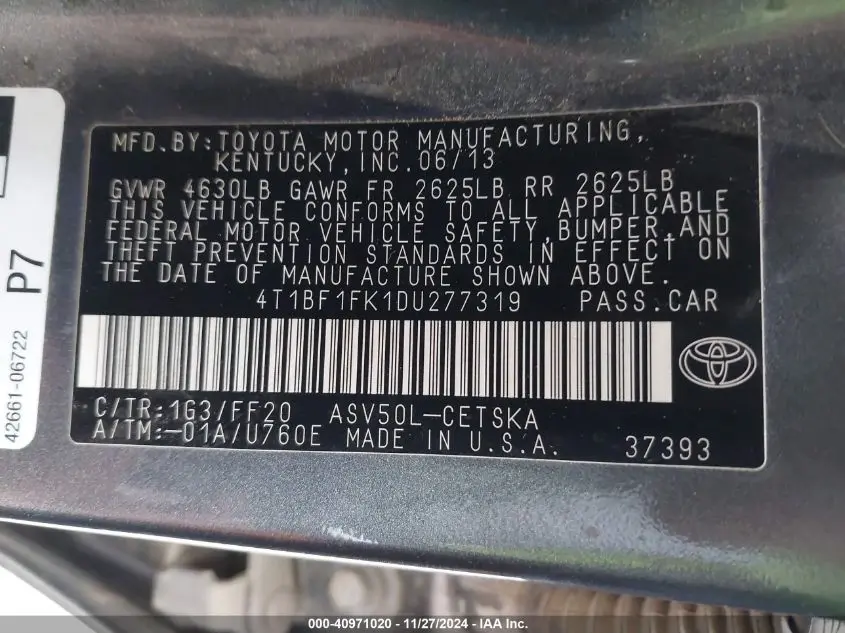 MFD.BY:TOYOTA MOTOR MANUFACTURING,
KENTUCKY,INC.06/13
GVWR 4630LB GAWR FR 2625LB RR 2625LB
THIS VEHICLE CONFORMS TO ALL APPLICABLE
FEDERAL MOTOR VEHICLE SAFETY,BUMPER,AND
THEFT PREVENTION STANDARDS IN EFFECT ON
THE DATE OF MANUFACTURE SHOWN ABOVE.
4T1BF1FK1DU277319 PASS.CAR
C/TR:1G3/FF20 ASV50L-CETSKA
A/TM:-01A/U760E MADE IN U.S.A. 37393
42661-06722 P7
000-40971020 - 11/27/2024 - IAA Inc.